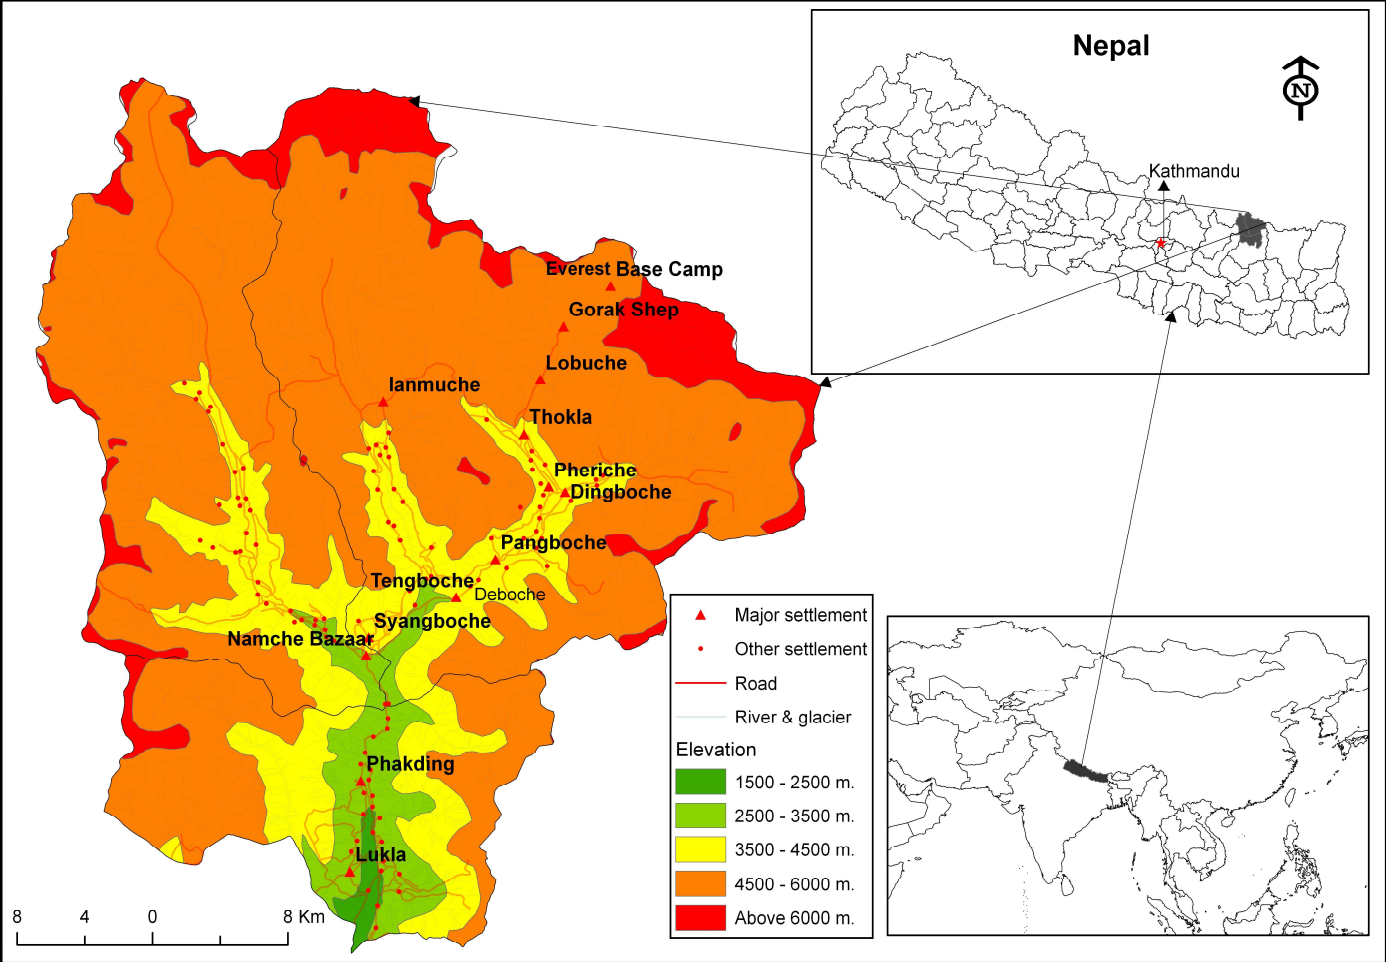 Nepal
N
Kathmandu
Everest Base Camp
Gorak Shep
Lobuche
Ianmuche
Thokla
Pheriche
Dingboche
Pangboche
Tengboche
Deboche
Syangboche
Namche Bazaar
Phakding
Lukla
Major settlement
Other settlement
Road
River & glacier
Elevation
1500 - 2500 m.
2500 - 3500 m.
3500 - 4500 m.
4500 - 6000 m.
Above 6000 m.
8 4 0 8 Km